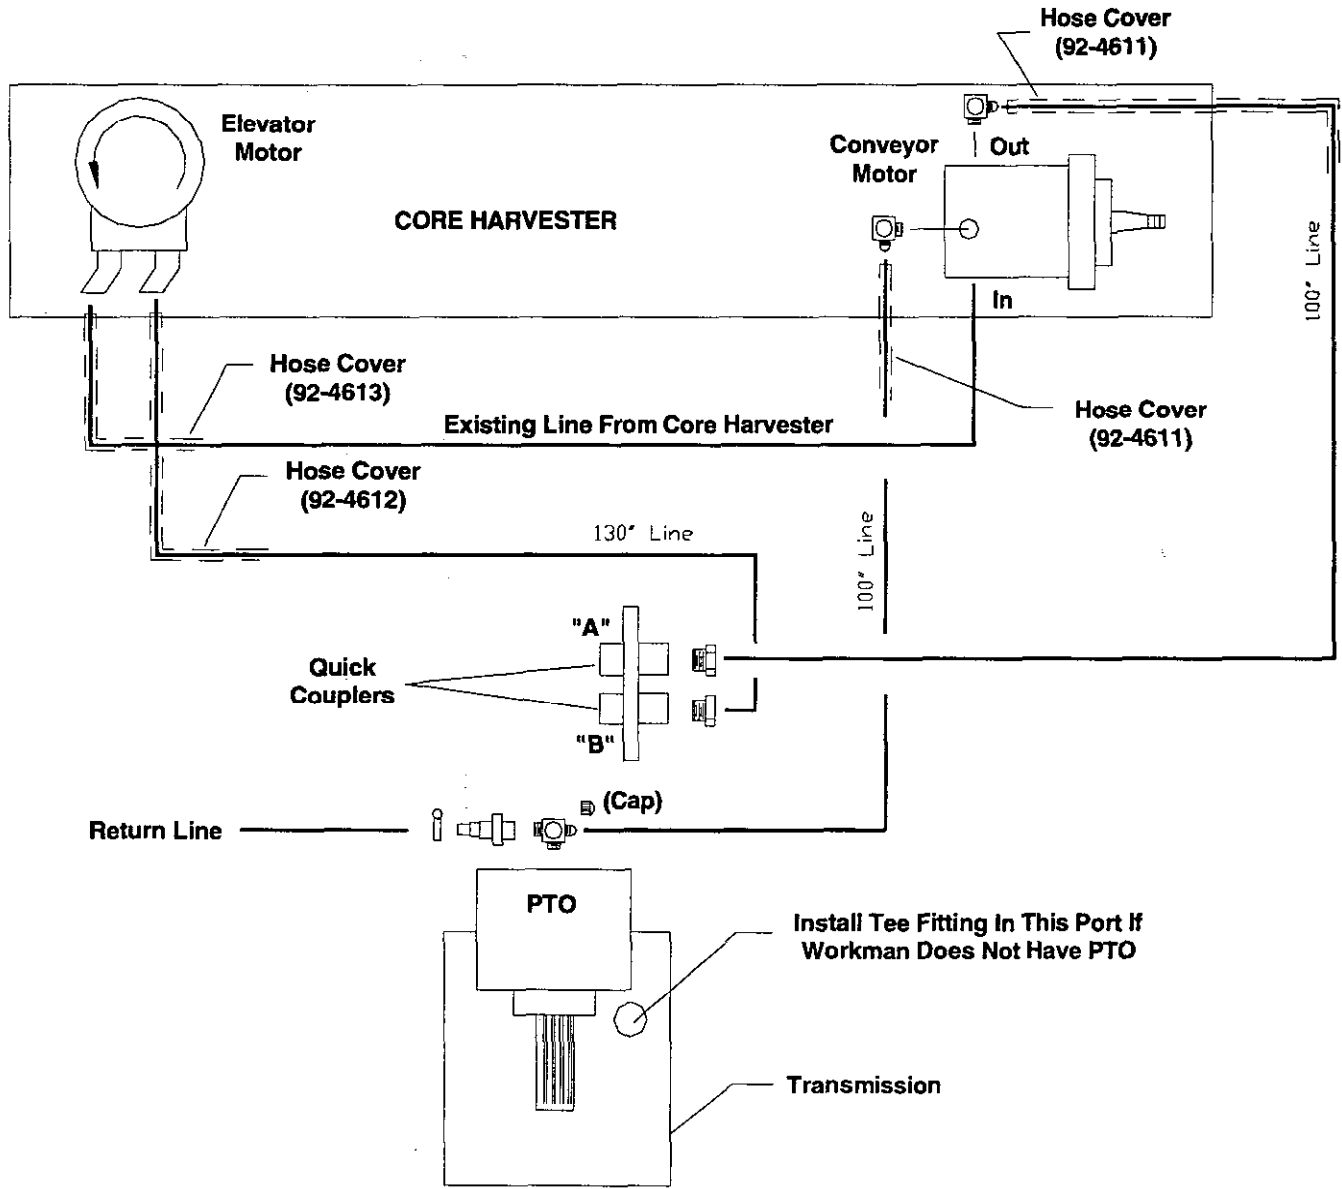 Hose Cover
(92-4611)
Elevator
Motor
Conveyor
Motor
Out
CORE HARVESTER
In
100" Line
Hose Cover
(92-4613)
Existing Line From Core Harvester
Hose Cover
(92-4611)
Hose Cover
(92-4612)
130" Line
100" Line
"A"
Quick
Couplers
"B"
(Cap)
Return Line
PTO
Install Tee Fitting In This Port If
Workman Does Not Have PTO
Transmission